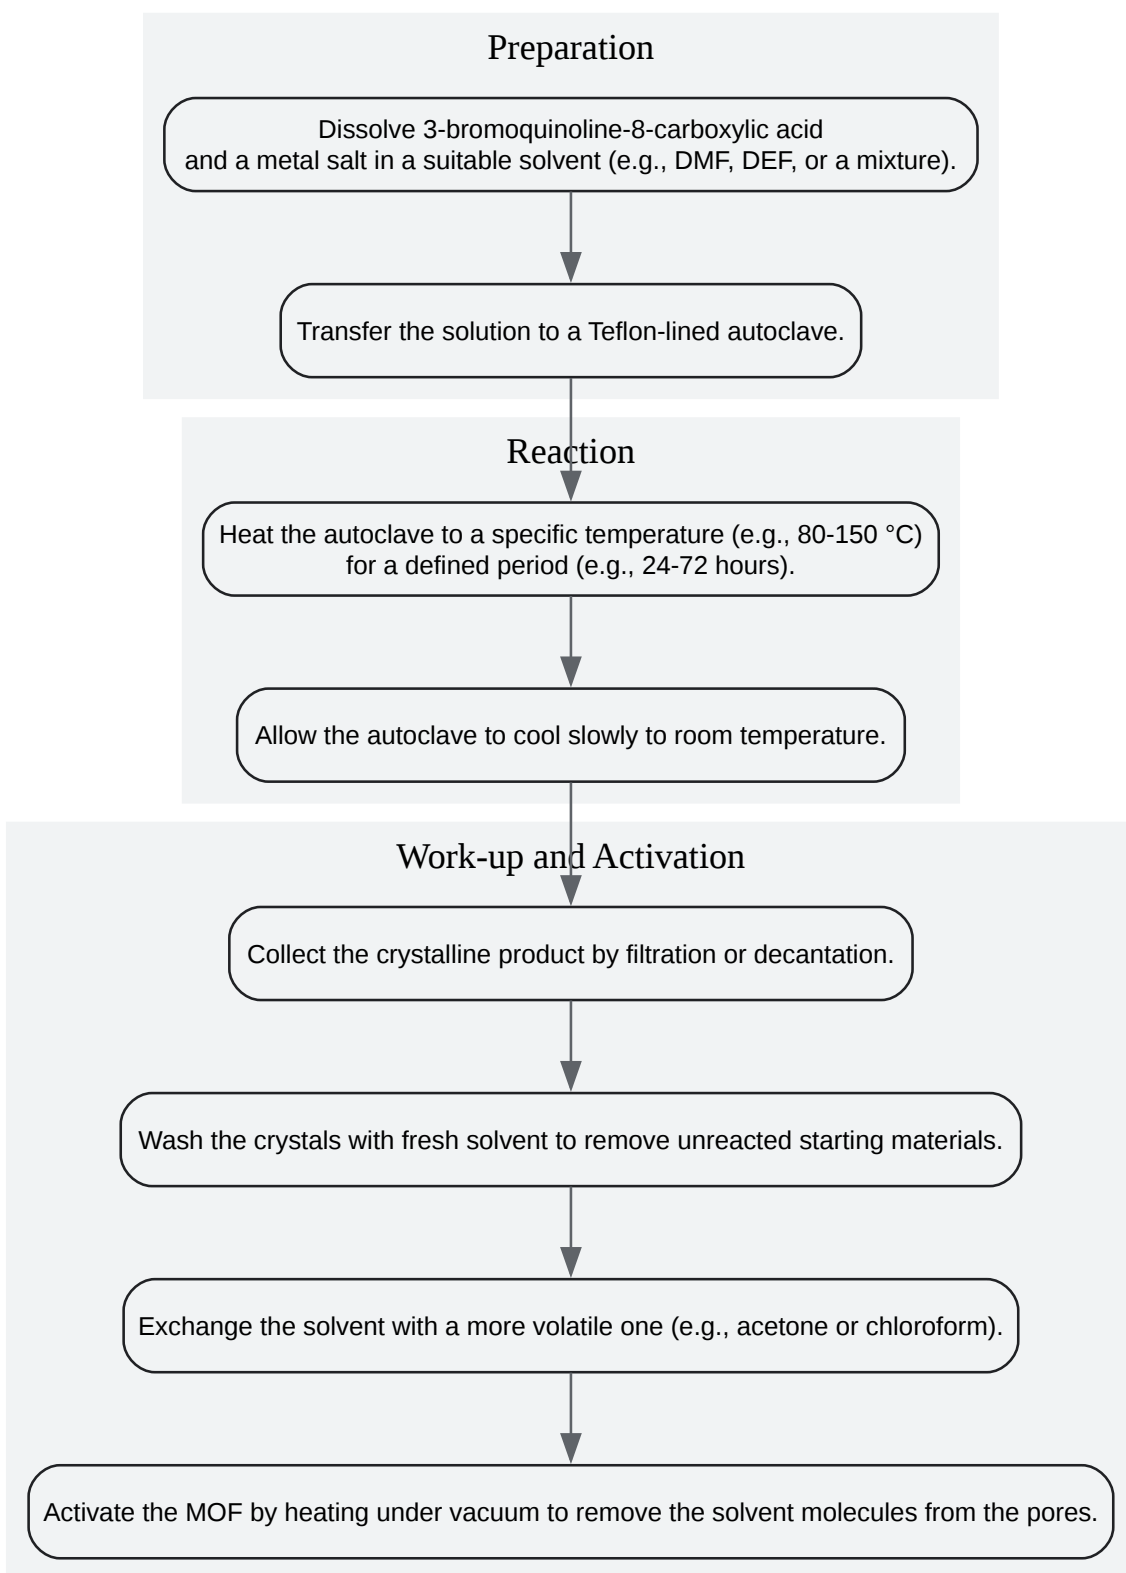 Preparation
Dissolve 3-bromoquinoline-8-carboxylic acid
and a metal salt in a suitable solvent (e.g., DMF, DEF, or a mixture).
Transfer the solution to a Teflon-lined autoclave.
Reaction
Heat the autoclave to a specific temperature (e.g., 80-150 °C)
for a defined period (e.g., 24-72 hours).
Allow the autoclave to cool slowly to room temperature.
Work-up and Activation
Collect the crystalline product by filtration or decantation.
Wash the crystals with fresh solvent to remove unreacted starting materials.
Exchange the solvent with a more volatile one (e.g., acetone or chloroform).
Activate the MOF by heating under vacuum to remove the solvent molecules from the pores.